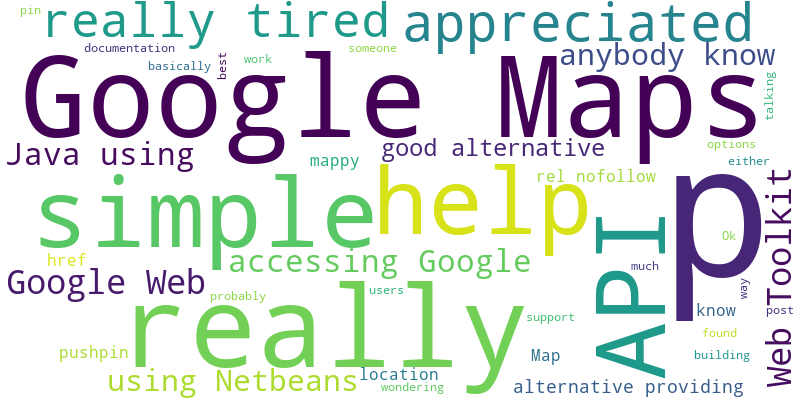 pin
really tired
appreciated
documentation
someone
anybody know
basically
best
work
Google Maps
talking
Java using
mappy
good alternative
options
either
simple
help
rel nofollow
p
Web Toolkit
API
Ok
href
accessing Google
much
Google Web
probably
users
way
really
know
post
support
found
pushpin
Map
building
using Netbeans
location
wondering
alternative providing